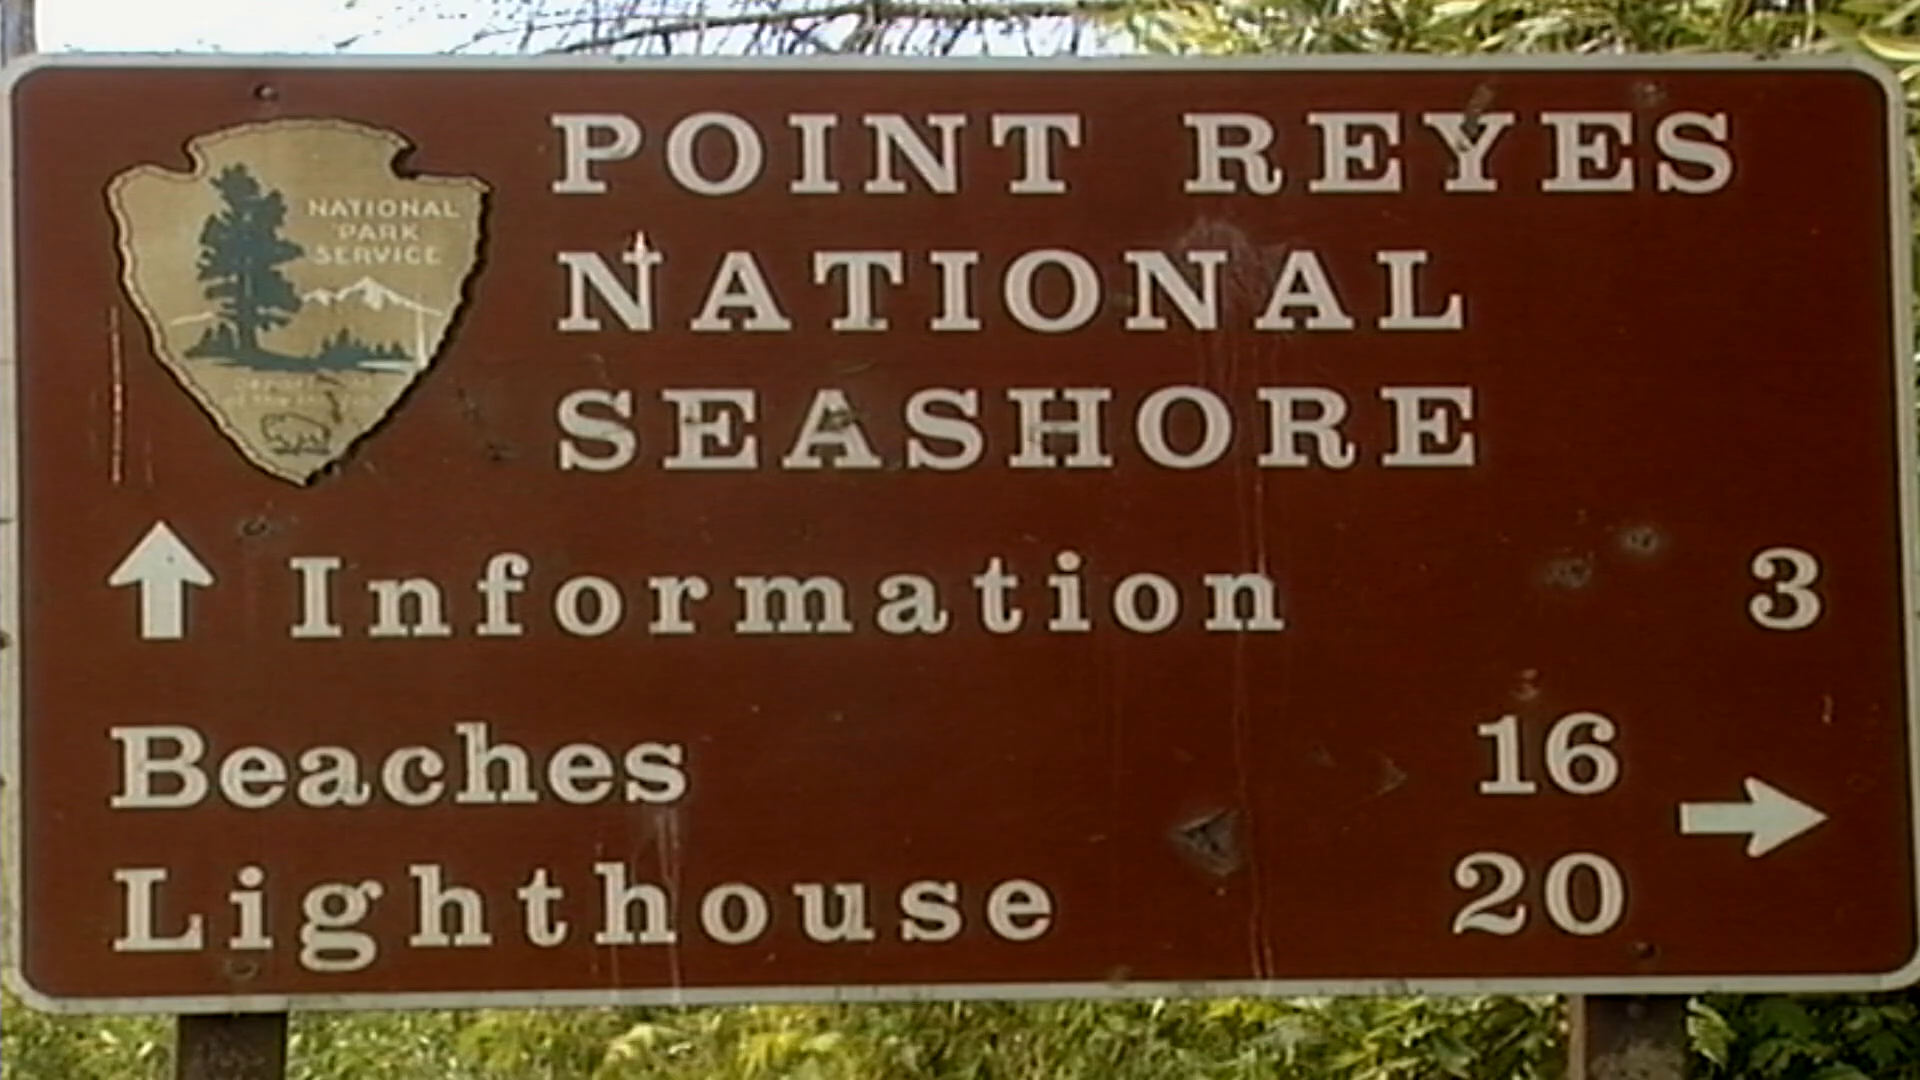 POINT REYES
NATIONAL
SEASHORE
NATIONAL
PARK
SERVICE
Information 3
Beaches 16
Lighthouse 20